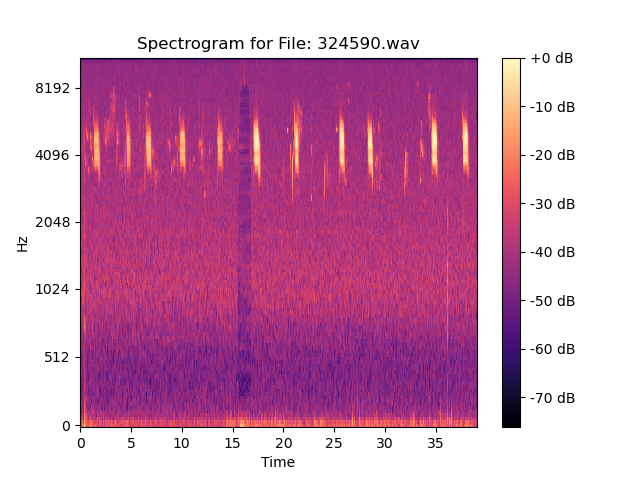 Spectrogram for File: 324590.wav
+0 dB
8192
-10 dB
4096
-20 dB
-30 dB
2048
Hz
-40 dB
1024
-50 dB
512
-60 dB
-70 dB
0
0 5 10 15 20 25 30 35
Time